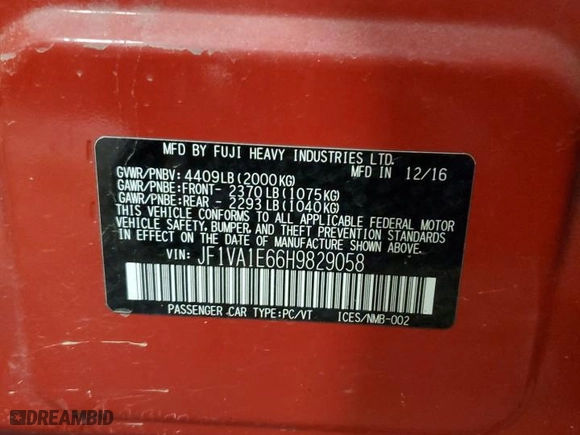 MFD BY FUJI HEAVY INDUSTRIES LTD.
GVWR/PNBV: 4409LB(2000KG) MFD IN 12/16
GAWR/PNBE:FRONT- 2370LB(1075KG)
GAWR/PNBE:REAR - 2293LB(1040KG)
THIS VEHICLE CONFORMS TO ALL APPLICABLE FEDERAL MOTOR
VEHICLE SAFETY, BUMPER, AND THEFT PREVENTION STANDARDS
IN EFFECT ON THE DATE OF MANUFACTURE SHOWN ABOVE.
VIN: JF1VA1E66H9829058
PASSENGER CAR TYPE:PC/VT ICES/NMB-002
DREAMBID